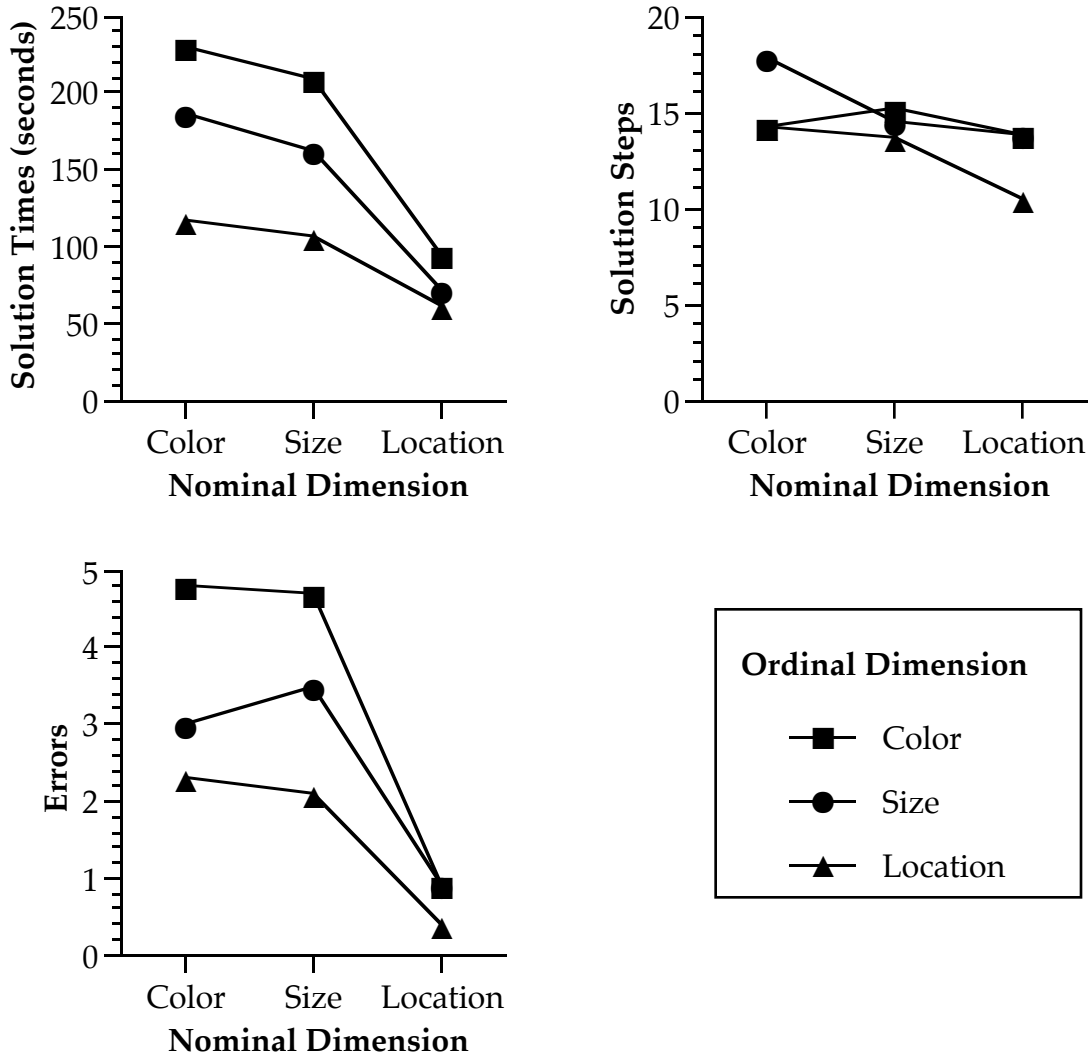 Solution Times (seconds)
250
200
150
100
50
0
Color Size Location
Nominal Dimension
Solution Steps
20
15
10
5
0
Color Size Location
Nominal Dimension
Errors
5
4
3
2
1
0
Color Size Location
Nominal Dimension
Ordinal Dimension
Color
Size
Location